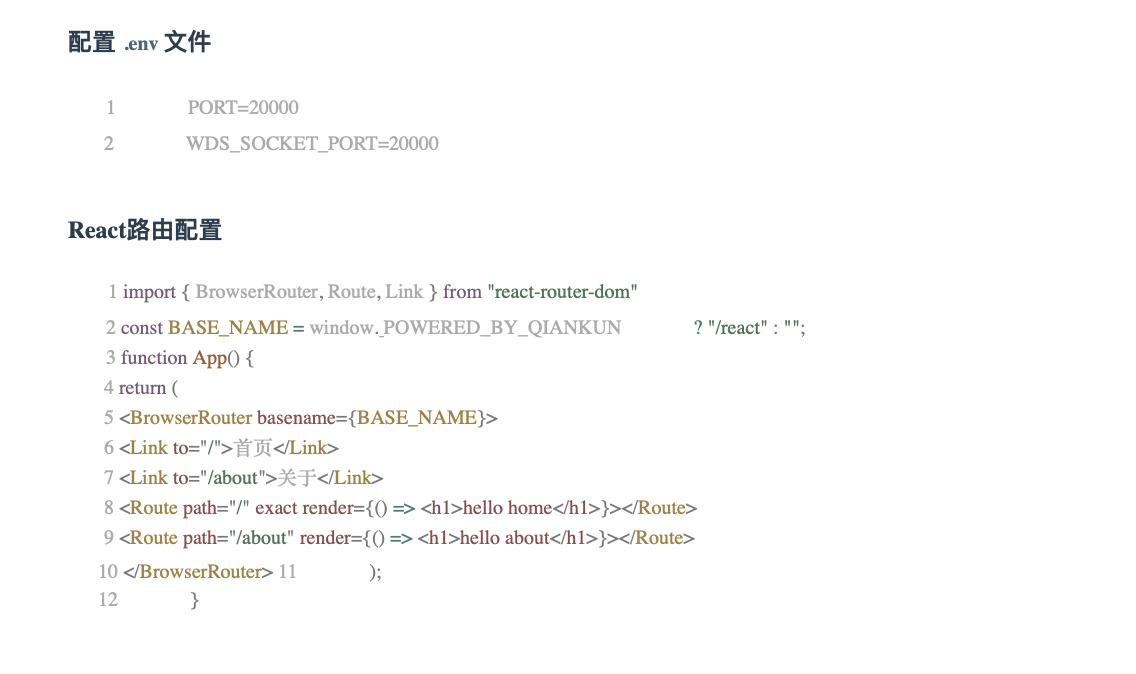 配置 .env 文件
1 PORT=20000
2 WDS_SOCKET_PORT=20000
React路由配置
1 import { BrowserRouter, Route, Link } from "react-router-dom"
2 const BASE_NAME = window._POWERED_BY_QIANKUN ? "/react" : "";
3 function App() {
4 return (
5 <BrowserRouter basename={BASE_NAME}>
6 <Link to="/">首页</Link>
7 <Link to="/about">关于</Link>
8 <Route path="/" exact render={() => <h1>hello home</h1>}></Route>
9 <Route path="/about" render={() => <h1>hello about</h1>}></Route>
10 </BrowserRouter> 11 );
12 }